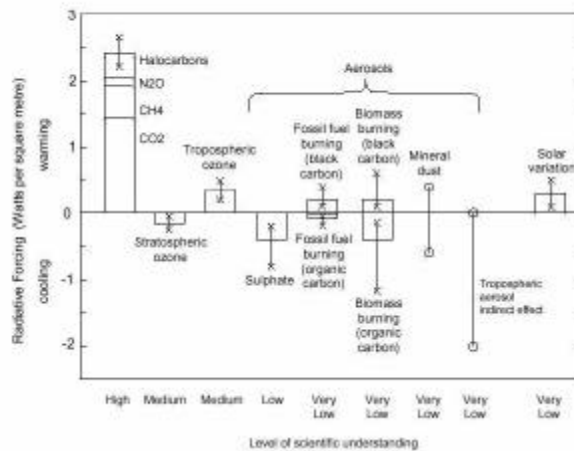 3
2
1
0
-1
-2
Radiative Forcing (Watts per square metre)
cooling
warming
Halocarbons
N2O
CH4
CO2
Stratospheric
ozone
Tropospheric
ozone
Aerosols
Sulphate
Fossil fuel
burning
(black
carbon)
Fossil fuel
burning
(organic
carbon)
Biomass
burning
(black
carbon)
Biomass
burning
(organic
carbon)
Mineral
dust
Tropospheric
aerosol
indirect effect
Solar
variation
High
Medium
Medium
Low
Very
Low
Very
Low
Very
Low
Very
Low
Very
Low
Level of scientific understanding